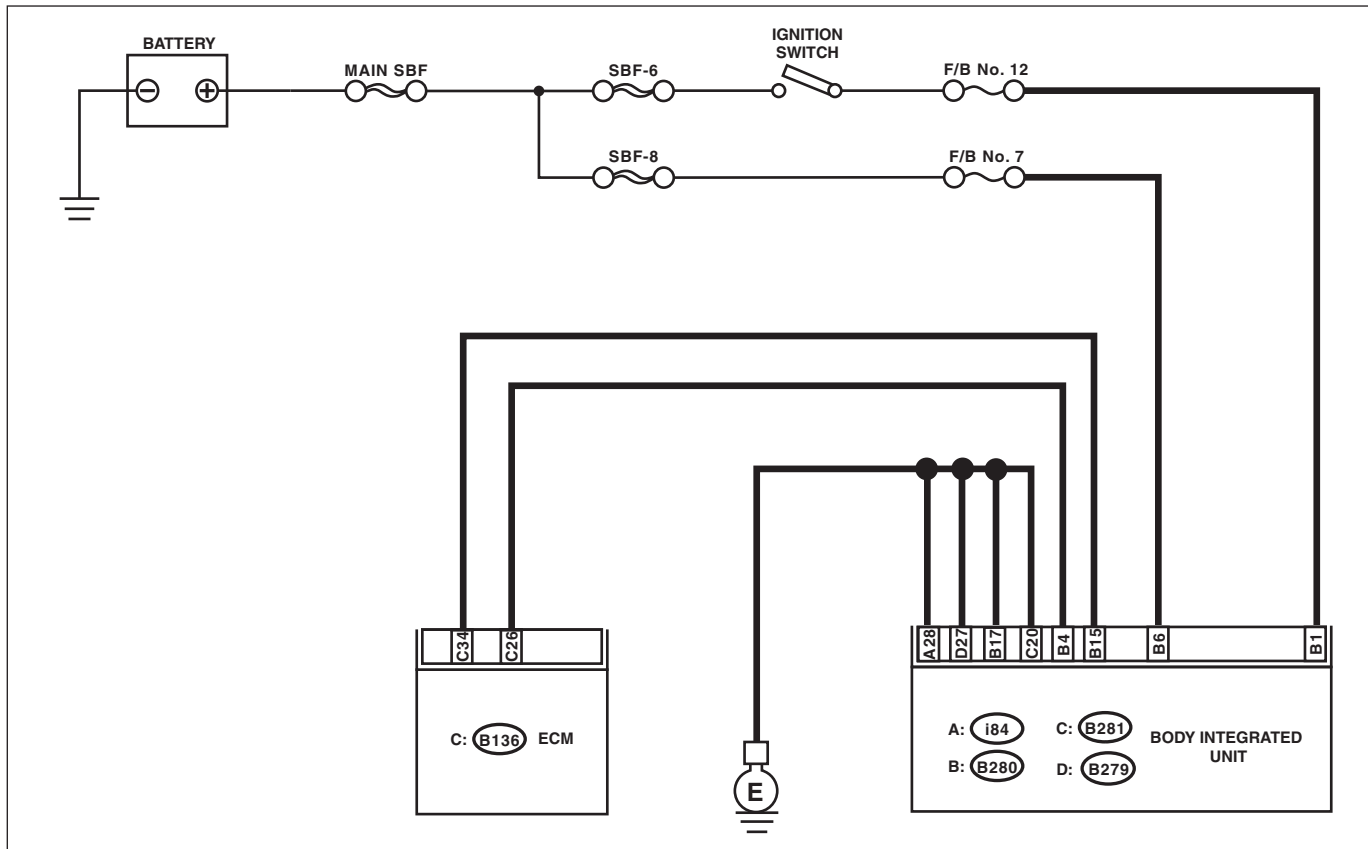 BATTERY
− +
MAIN SBF
SBF-6
IGNITION
SWITCH
F/B No. 12
SBF-8
F/B No. 7
C34 C26
C: B136 ECM
E
A28 D27 B17 C20 B4 B15 B6 B1
A: i84 C: B281
B: B280 D: B279
BODY INTEGRATED
UNIT